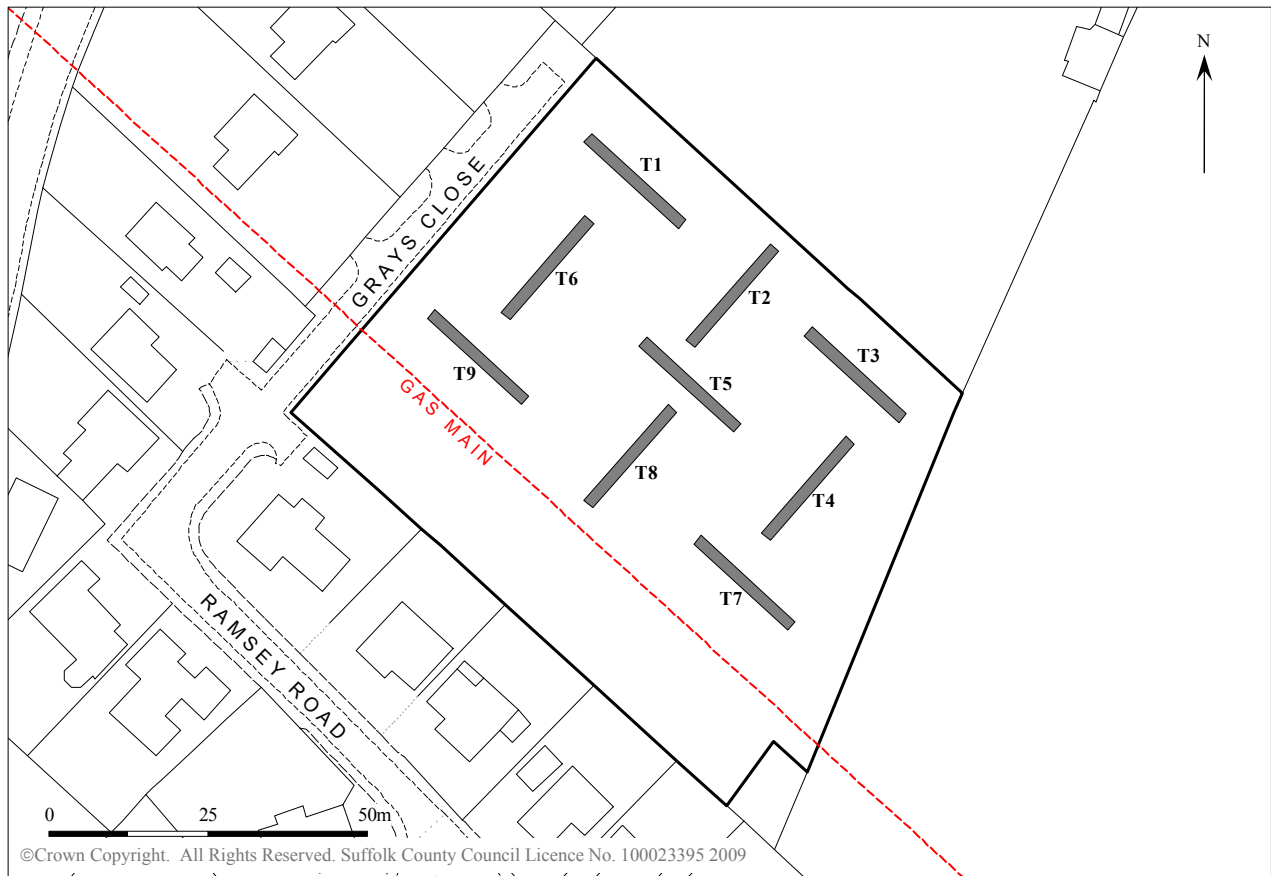 N
GRAYS CLOSE
T1
T6
T2
T3
T9
T5
GAS MAIN
T8
T4
T7
RAMSEY ROAD
0 25 50m
©Crown Copyright. All Rights Reserved. Suffolk County Council Licence No. 100023395 2009